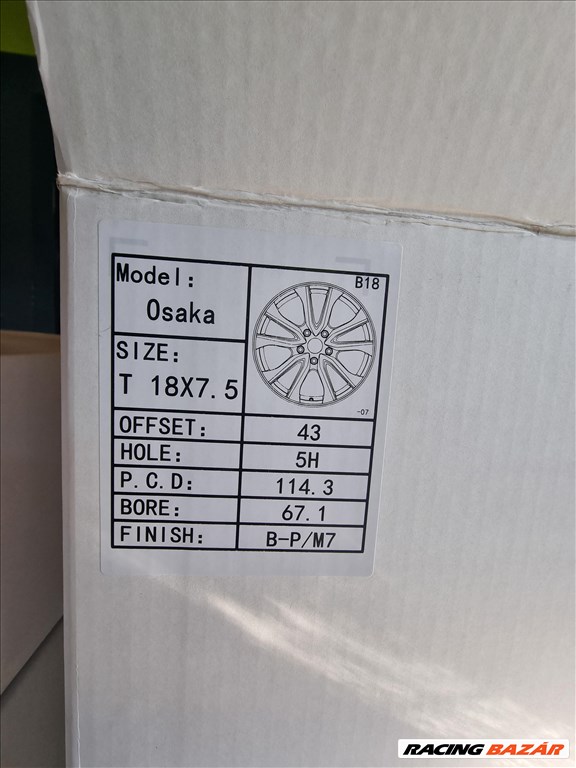 Model:
Osaka
B18
SIZE:
T 18X7.5
-07
OFFSET: 43
HOLE: 5H
P.C.D: 114.3
BORE: 67.1
FINISH: B-P/M7
RACING BAZÁR